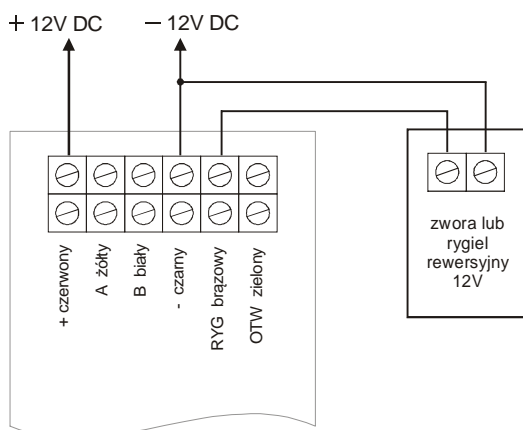 + 12V DC
– 12V DC
+ czerwony
A żółty
B biały
- czarny
RYG brązowy
OTW zielony
zwora lub
rygiel
rewersyjny
12V